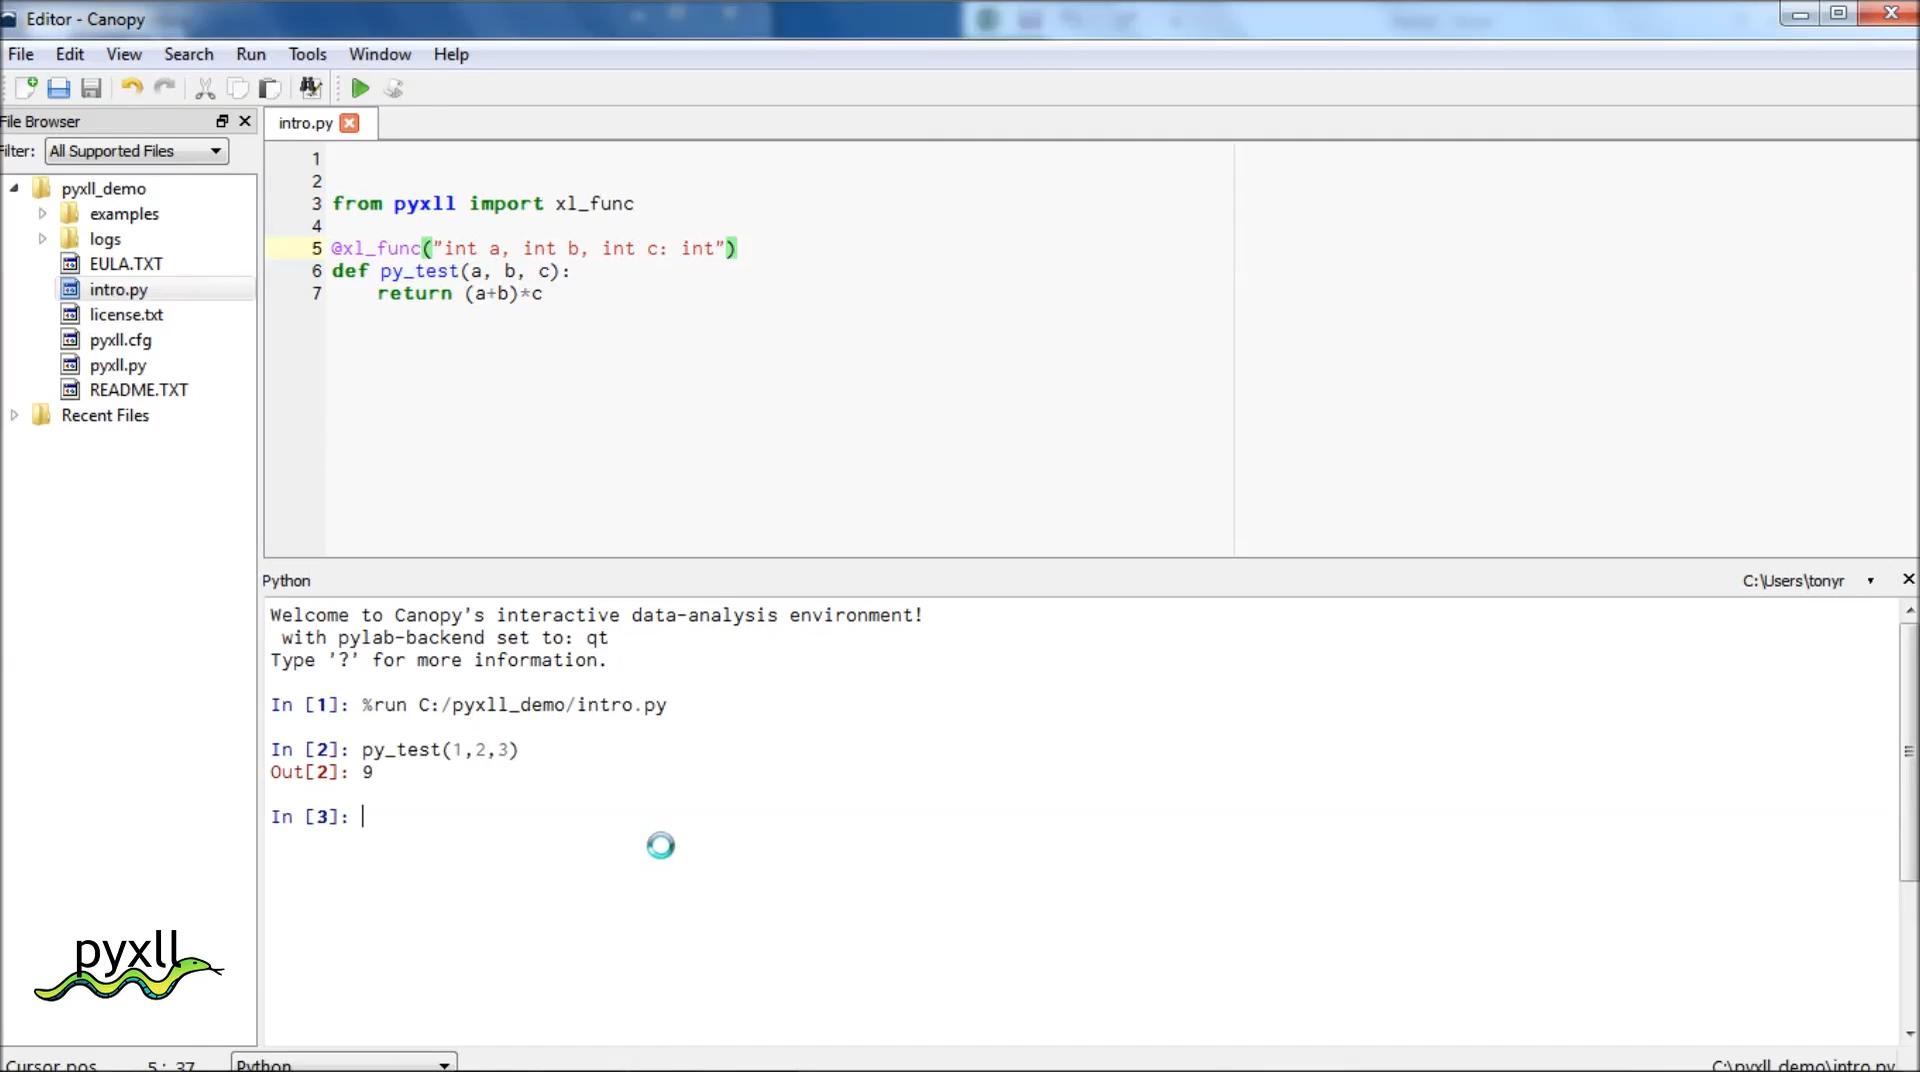 Editor - Canopy
File Edit View Search Run Tools Window Help
File Browser
Filter: All Supported Files
pyxll_demo
examples
logs
EULA.TXT
intro.py
license.txt
pyxll.cfg
pyxll.py
README.TXT
Recent Files
pyxll
intro.py
1
2
3 from pyxll import xl_func
4
5 @xl_func("int a, int b, int c: int")
6 def py_test(a, b, c):
7 return (a+b)*c
Python C:\Users\tonyr
Welcome to Canopy's interactive data-analysis environment!
with pylab-backend set to: qt
Type '?' for more information.
In [1]: %run C:/pyxll_demo/intro.py
In [2]: py_test(1,2,3)
Out[2]: 9
In [3]:
Cursor pos 5 : 37 Python C:\pyxll_demo\intro.py